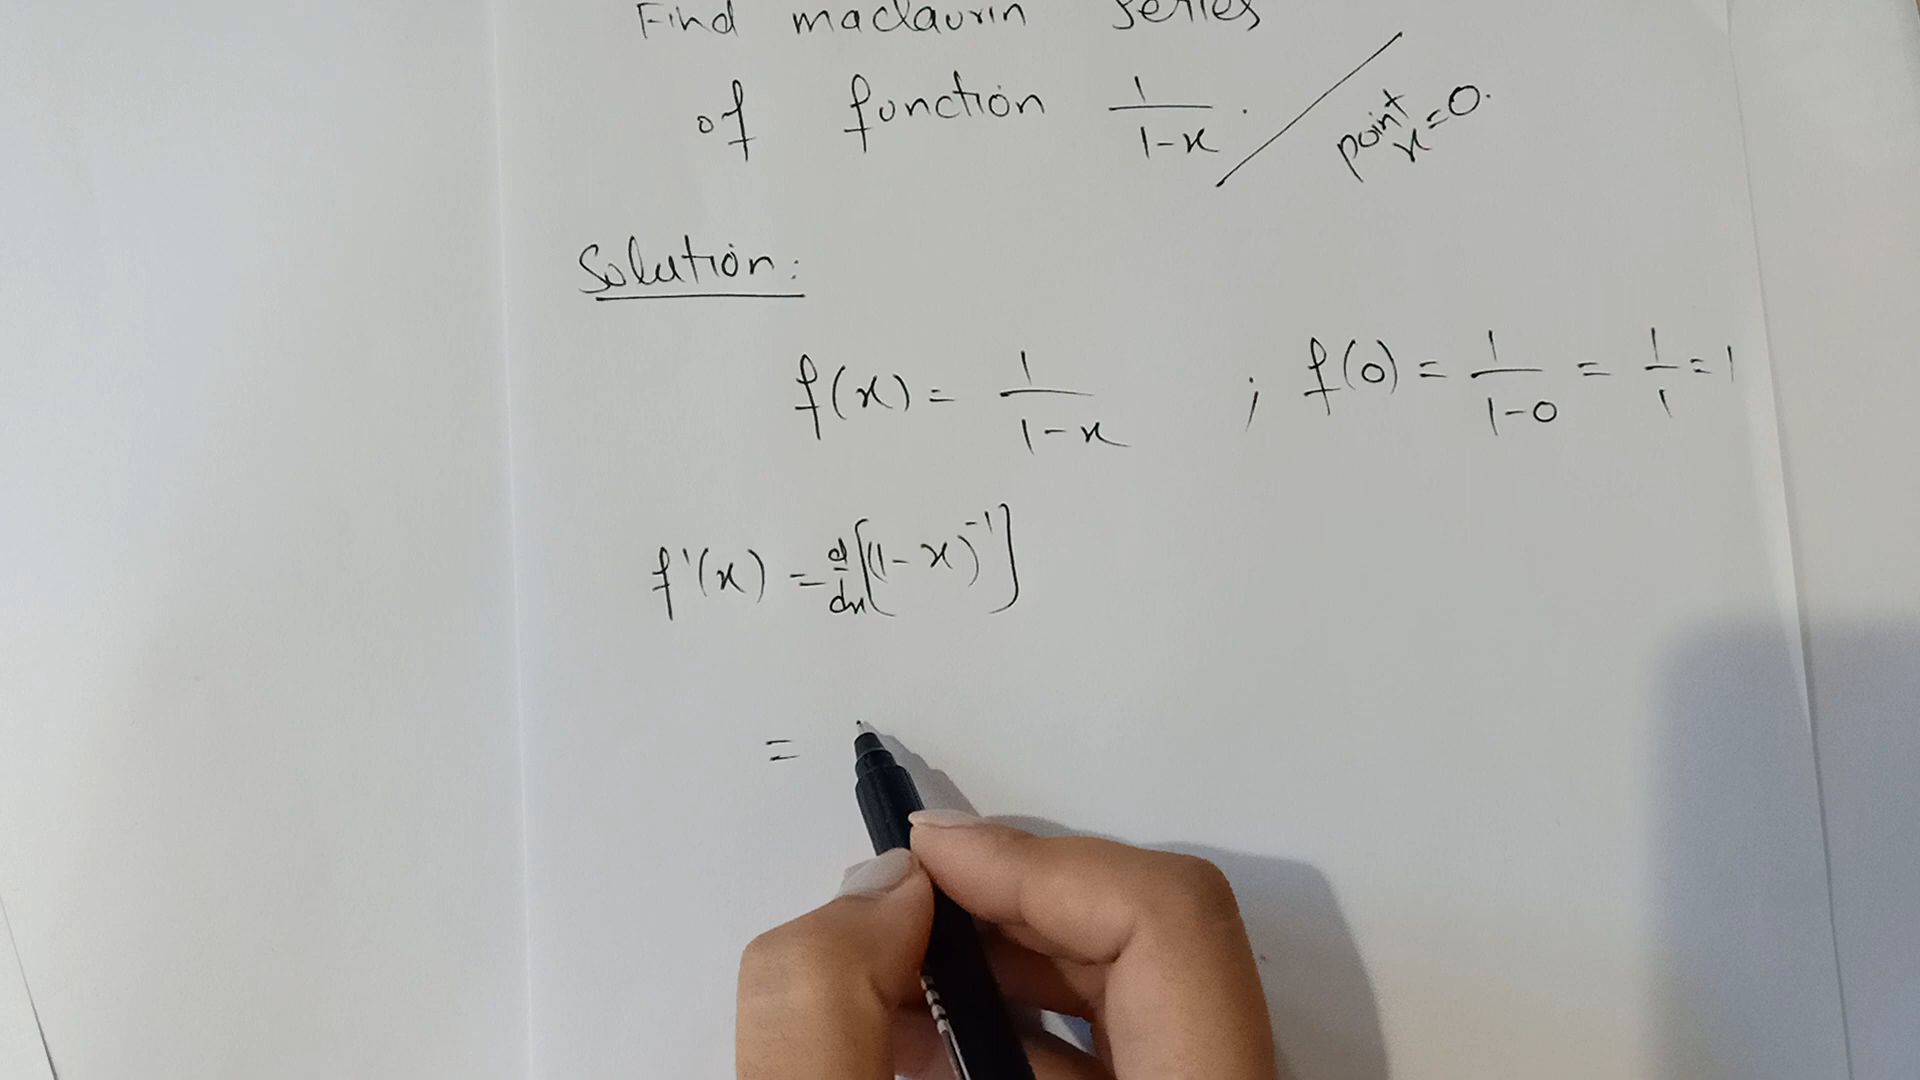 Find maclaurin series
of function 1/(1-x). / point x=0.
Solution:
f(x) = 1/(1-x) ; f(0) = 1/(1-0) = 1/1 = 1
f'(x) = d/dx[(1-x)^-1]
=